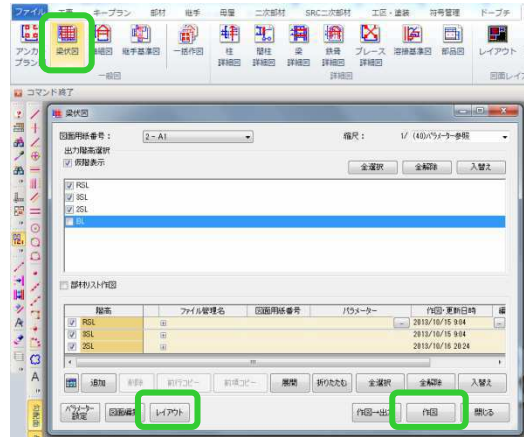 ファイル 工事 キープラン 部材 継手 母屋 二次部材 SRC二次部材 工区・塗装 符号管理 ドープチ
アンカー プラン 梁伏図 詳細図 継手基準図 一括作図 柱 詳細図 間柱 詳細図 梁 詳細図 鉄骨 詳細図 ブレース 詳細図 溶接基準図 部品図 レイアウト
一般図 詳細図 図面レイ
コマンド終了
梁伏図
図面用紙番号： 2-A1 縮尺： 1/ (40)パラメーター参照
出力階高選択
仮階表示 全選択 全解除 入替え
RSL
3SL
2SL
BL
部材リスト作図
階高 ファイル管理名 図面用紙番号 パラメーター 作図・更新日時
RSL 2013/10/15 9:04
3SL 2013/10/15 9:04
2SL 2013/10/16 20:24
追加 削除 前行コピー 前項コピー 展開 折りたたむ 全選択 全解除 入替え
パラメーター 設定 図面編集 レイアウト 作図→出 作図 閉じる